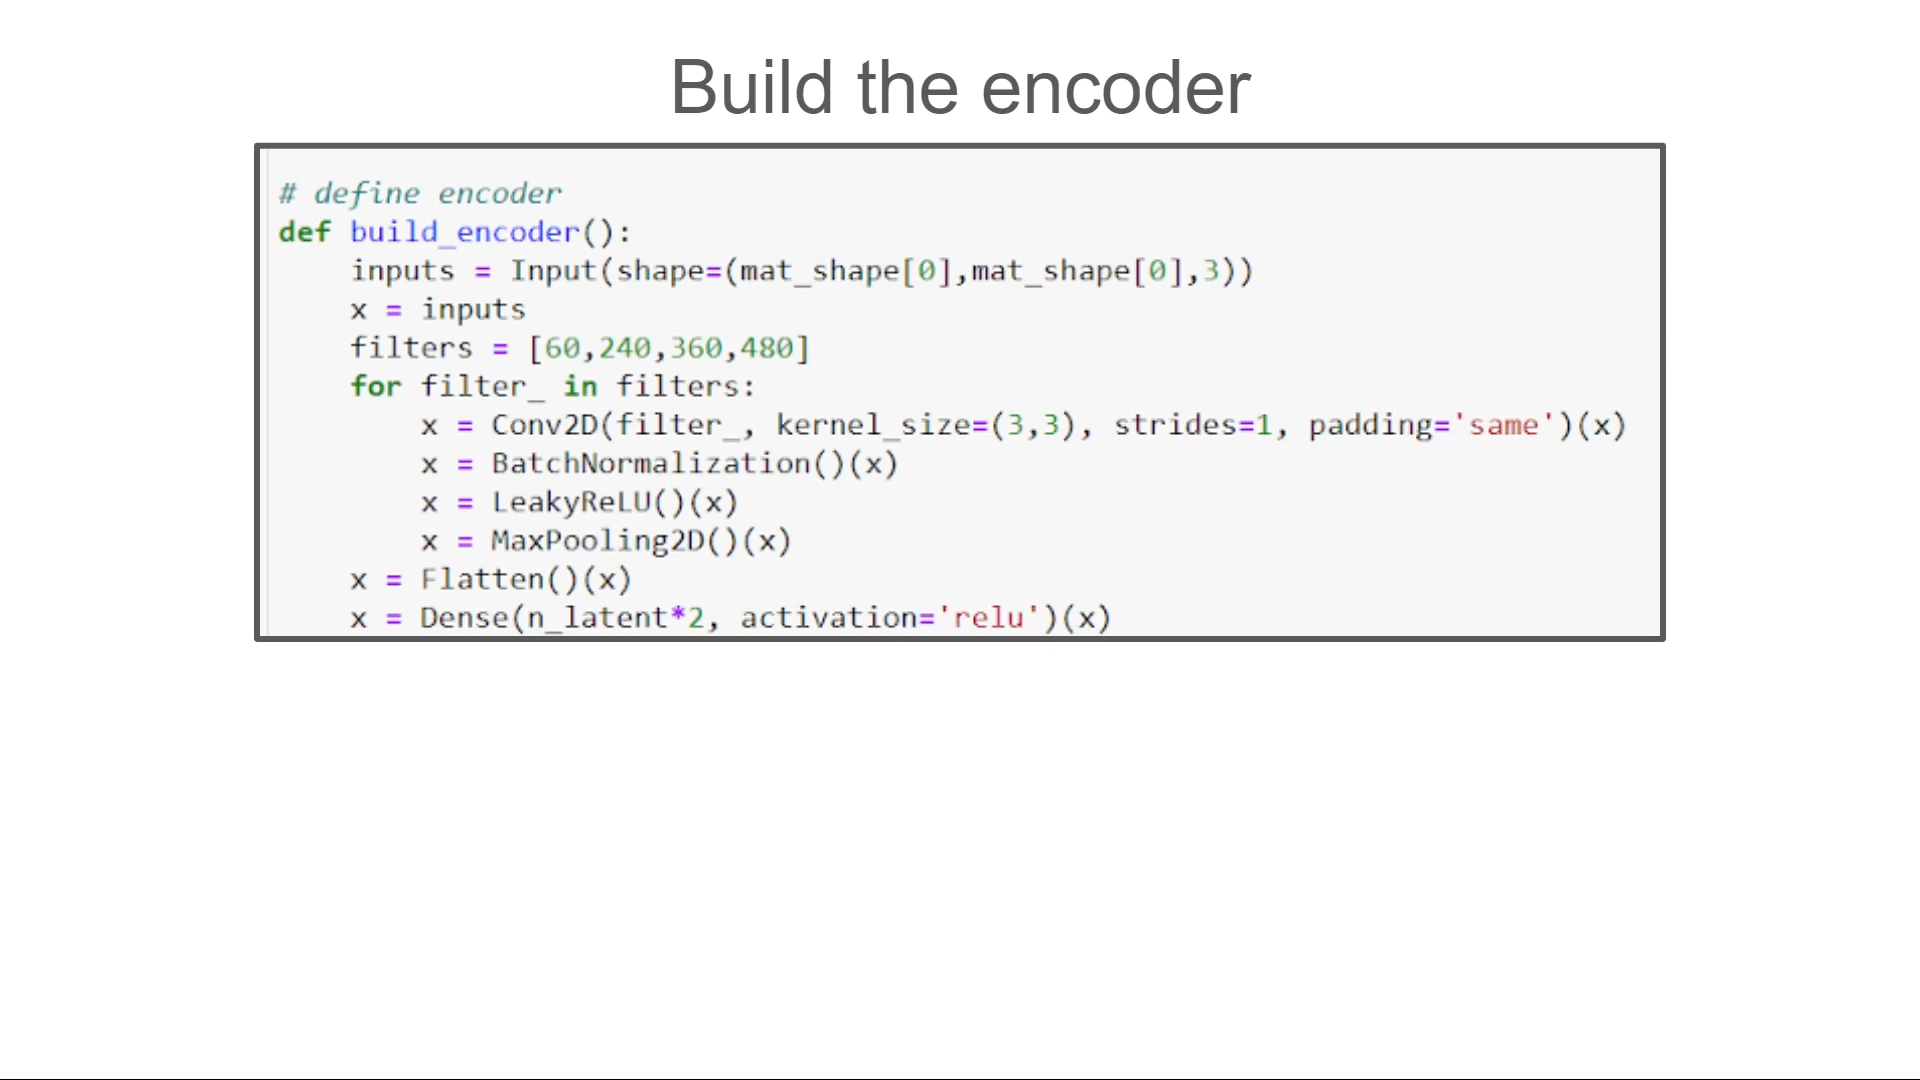 Build the encoder
# define encoder
def build_encoder():
    inputs = Input(shape=(mat_shape[0],mat_shape[0],3))
    x = inputs
    filters = [60,240,360,480]
    for filter_ in filters:
        x = Conv2D(filter_, kernel_size=(3,3), strides=1, padding='same')(x)
        x = BatchNormalization()(x)
        x = LeakyReLU()(x)
        x = MaxPooling2D()(x)
    x = Flatten()(x)
    x = Dense(n_latent*2, activation='relu')(x)